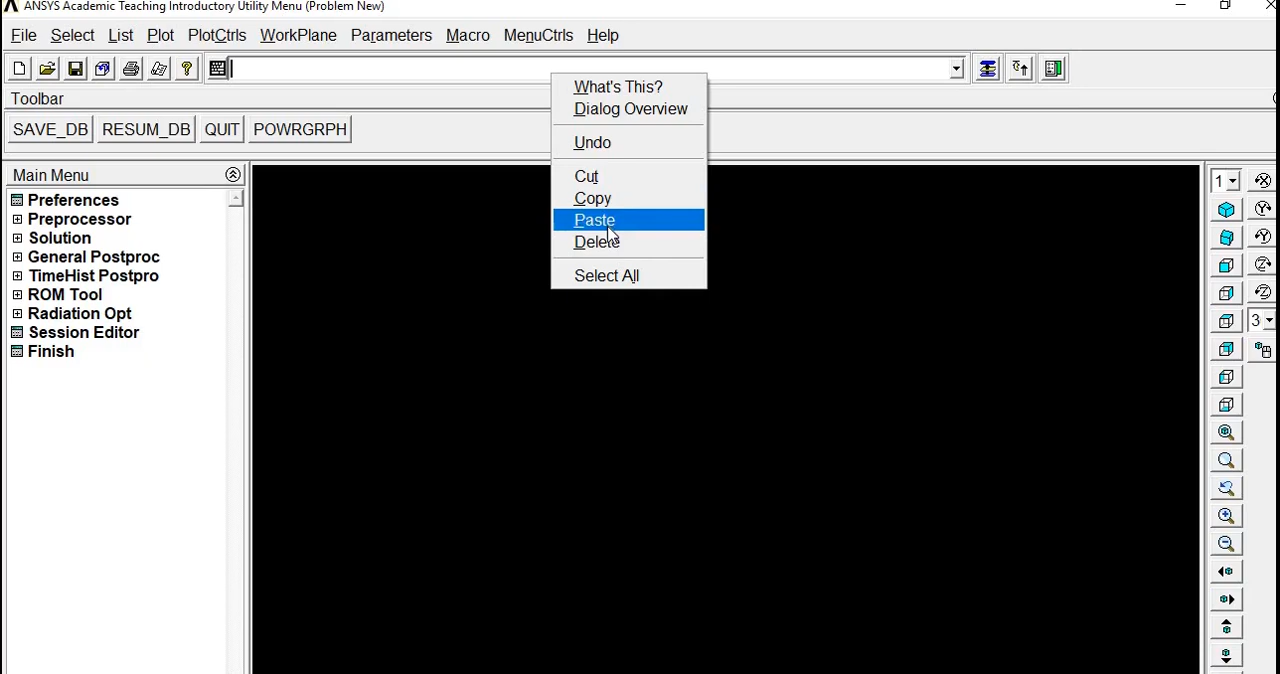 ANSYS Academic Teaching Introductory Utility Menu (Problem New)
File Select List Plot PlotCtrls WorkPlane Parameters Macro MenuCtrls Help
Toolbar
SAVE_DB RESUM_DB QUIT POWRGRPH
What's This?
Dialog Overview
Undo
Cut
Copy
Paste
Delete
Select All
Main Menu
Preferences
Preprocessor
Solution
General Postproc
TimeHist Postpro
ROM Tool
Radiation Opt
Session Editor
Finish
1
3